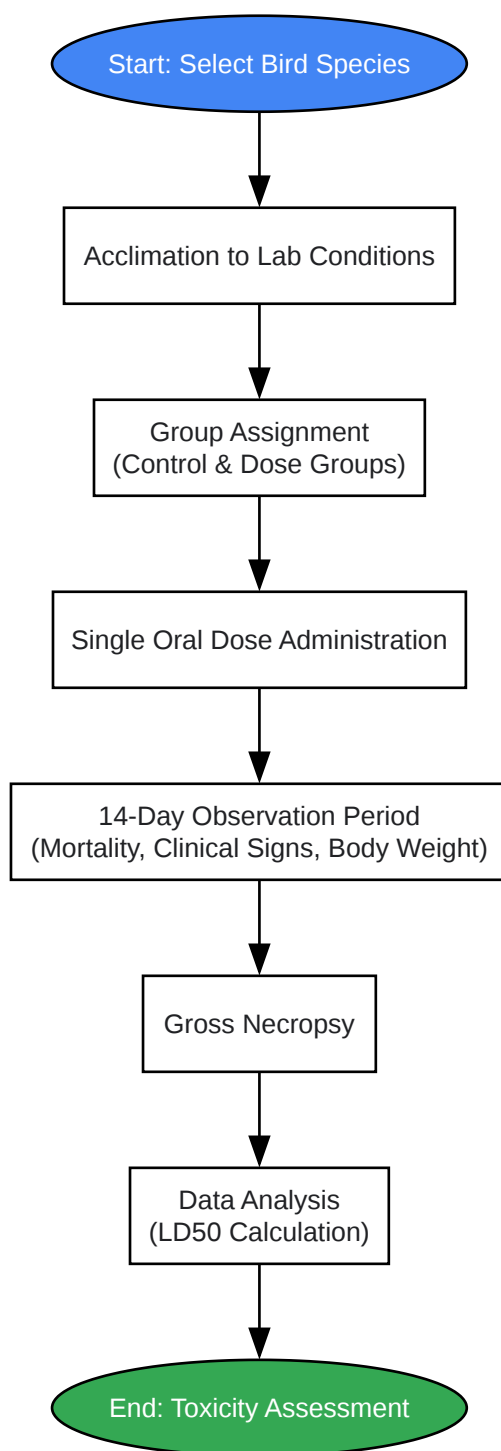 Start: Select Bird Species
Acclimation to Lab Conditions
Group Assignment
(Control & Dose Groups)
Single Oral Dose Administration
14-Day Observation Period
(Mortality, Clinical Signs, Body Weight)
Gross Necropsy
Data Analysis
(LD50 Calculation)
End: Toxicity Assessment